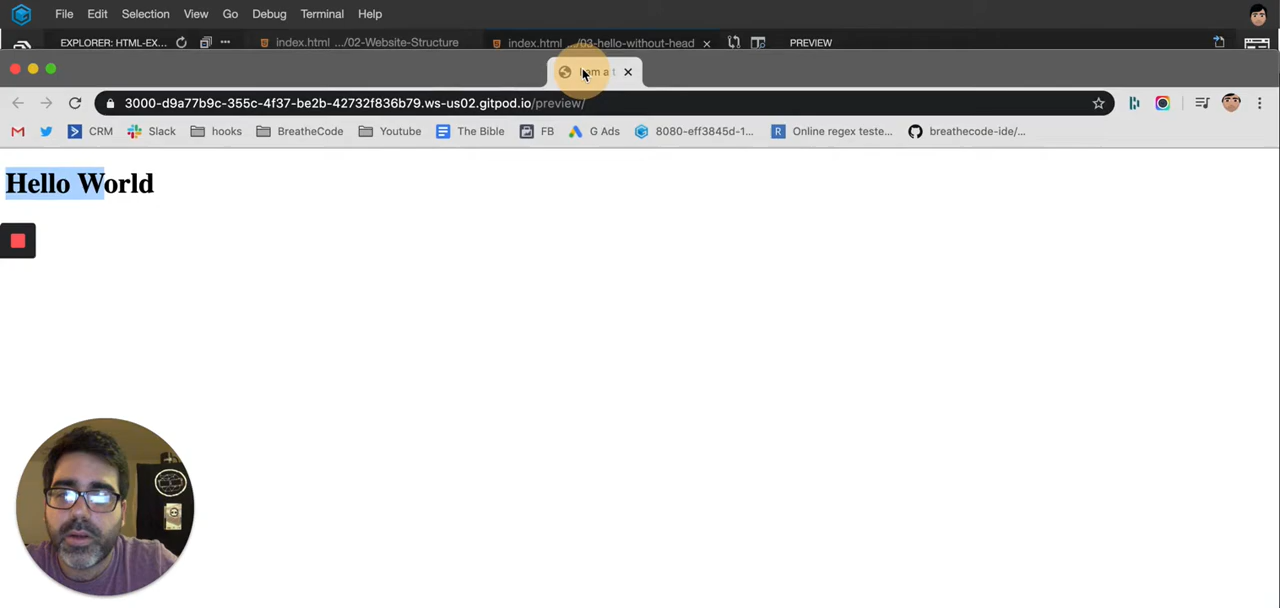 File Edit Selection View Go Debug Terminal Help
EXPLORER: HTML-EX... index.html .../02-Website-Structure index.html .../03-hello-without-head PREVIEW
I am a t
3000-d9a77b9c-355c-4f37-be2b-42732f836b79.ws-us02.gitpod.io/preview/
CRM Slack hooks BreatheCode Youtube The Bible FB G Ads 8080-eff3845d-1... Online regex teste... breathecode-ide/...
Hello World